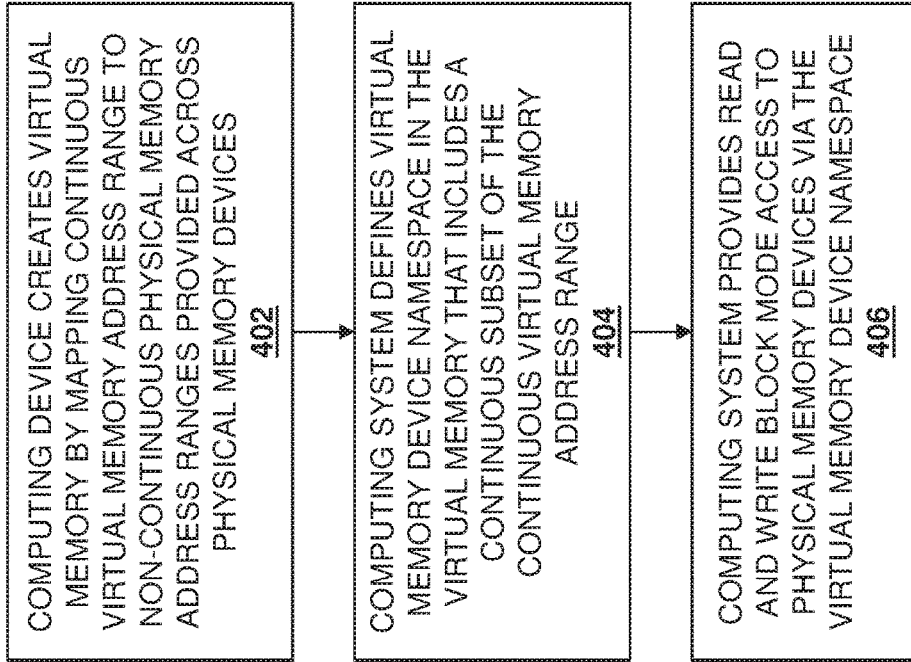 COMPUTING DEVICE CREATES VIRTUAL
MEMORY BY MAPPING CONTINUOUS
VIRTUAL MEMORY ADDRESS RANGE TO
NON-CONTINUOUS PHYSICAL MEMORY
ADDRESS RANGES PROVIDED ACROSS
PHYSICAL MEMORY DEVICES
402
COMPUTING SYSTEM DEFINES VIRTUAL
MEMORY DEVICE NAMESPACE IN THE
VIRTUAL MEMORY THAT INCLUDES A
CONTINUOUS SUBSET OF THE
CONTINUOUS VIRTUAL MEMORY
ADDRESS RANGE
404
COMPUTING SYSTEM PROVIDES READ
AND WRITE BLOCK MODE ACCESS TO
PHYSICAL MEMORY DEVICES VIA THE
VIRTUAL MEMORY DEVICE NAMESPACE
406